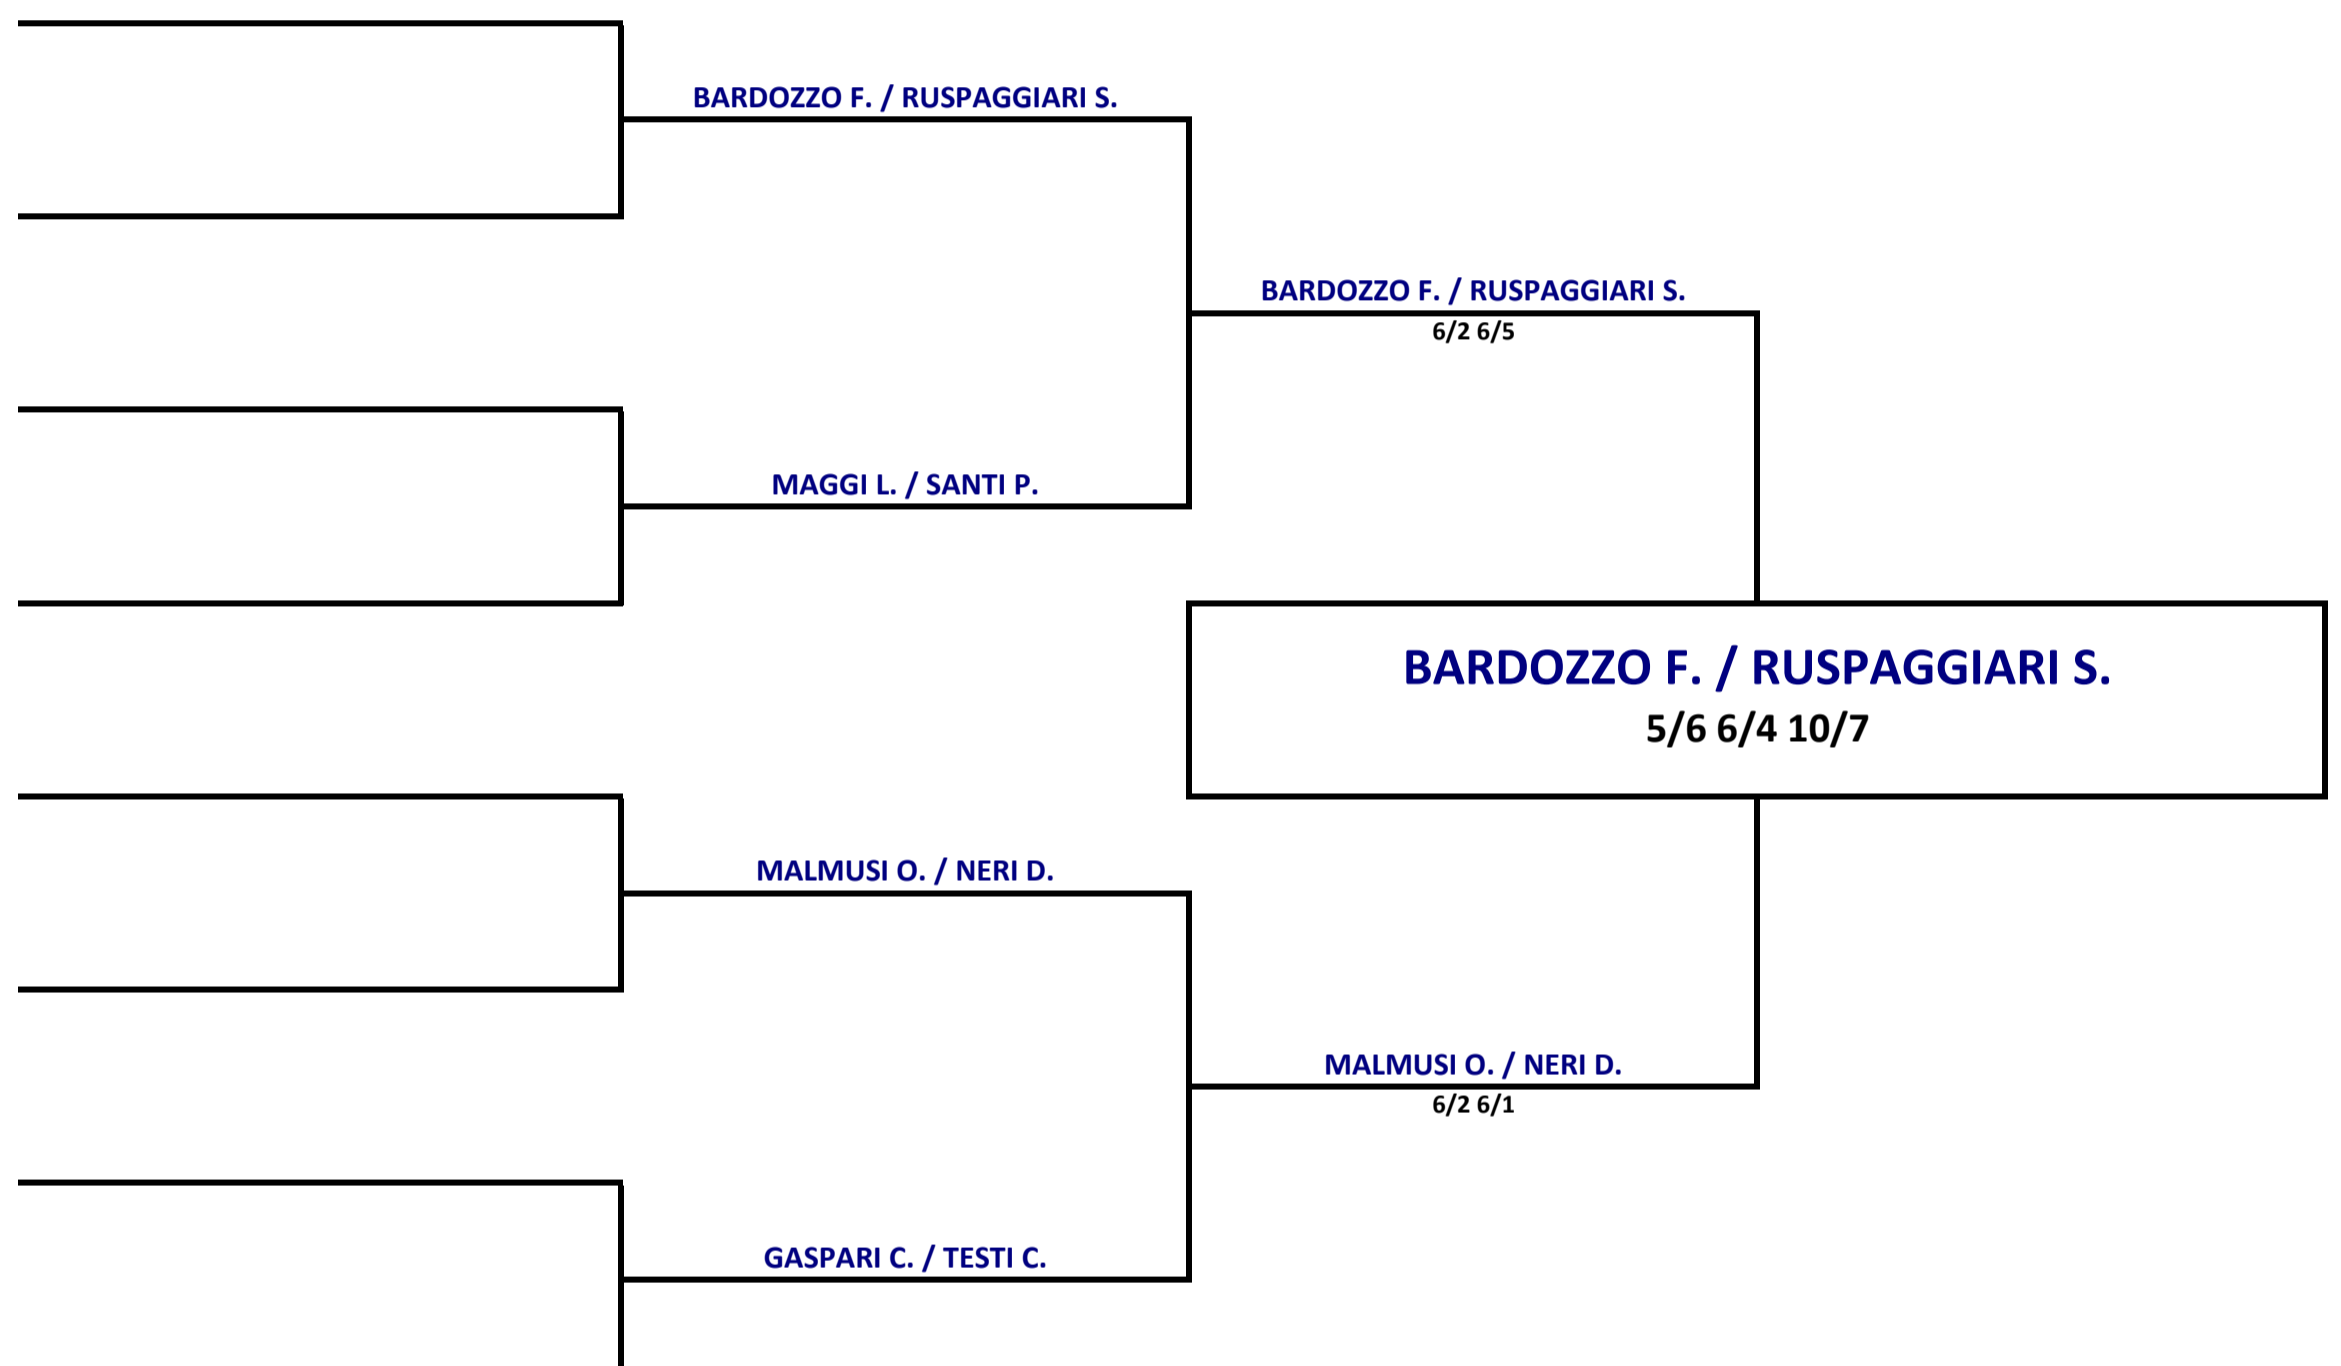 BARDOZZO F. / RUSPAGGIARI S.
BARDOZZO F. / RUSPAGGIARI S.
6/2 6/5
MAGGI L. / SANTI P.
BARDOZZO F. / RUSPAGGIARI S.
5/6 6/4 10/7
MALMUSI O. / NERI D.
MALMUSI O. / NERI D.
6/2 6/1
GASPARI C. / TESTI C.